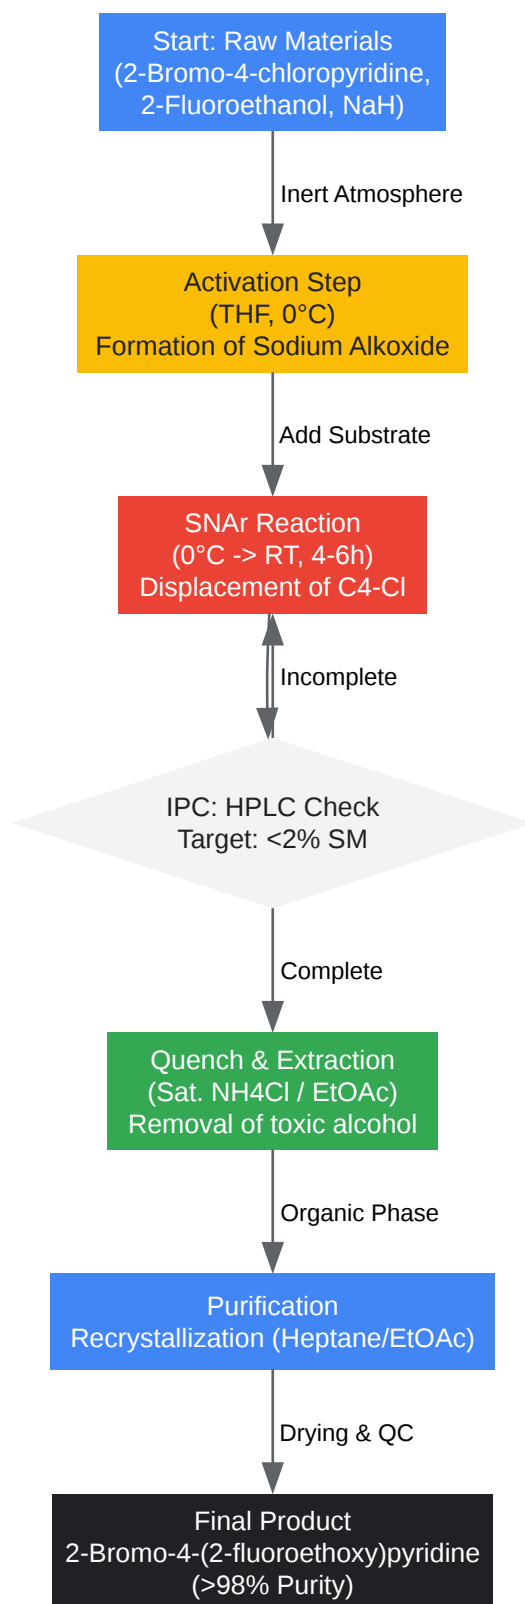 Start: Raw Materials
(2-Bromo-4-chloropyridine,
2-Fluoroethanol, NaH)
Inert Atmosphere
Activation Step
(THF, 0°C)
Formation of Sodium Alkoxide
Add Substrate
SNAr Reaction
(0°C -> RT, 4-6h)
Displacement of C4-Cl
Incomplete
IPC: HPLC Check
Target: <2% SM
Complete
Quench & Extraction
(Sat. NH4Cl / EtOAc)
Removal of toxic alcohol
Organic Phase
Purification
Recrystallization (Heptane/EtOAc)
Drying & QC
Final Product
2-Bromo-4-(2-fluoroethoxy)pyridine
(>98% Purity)